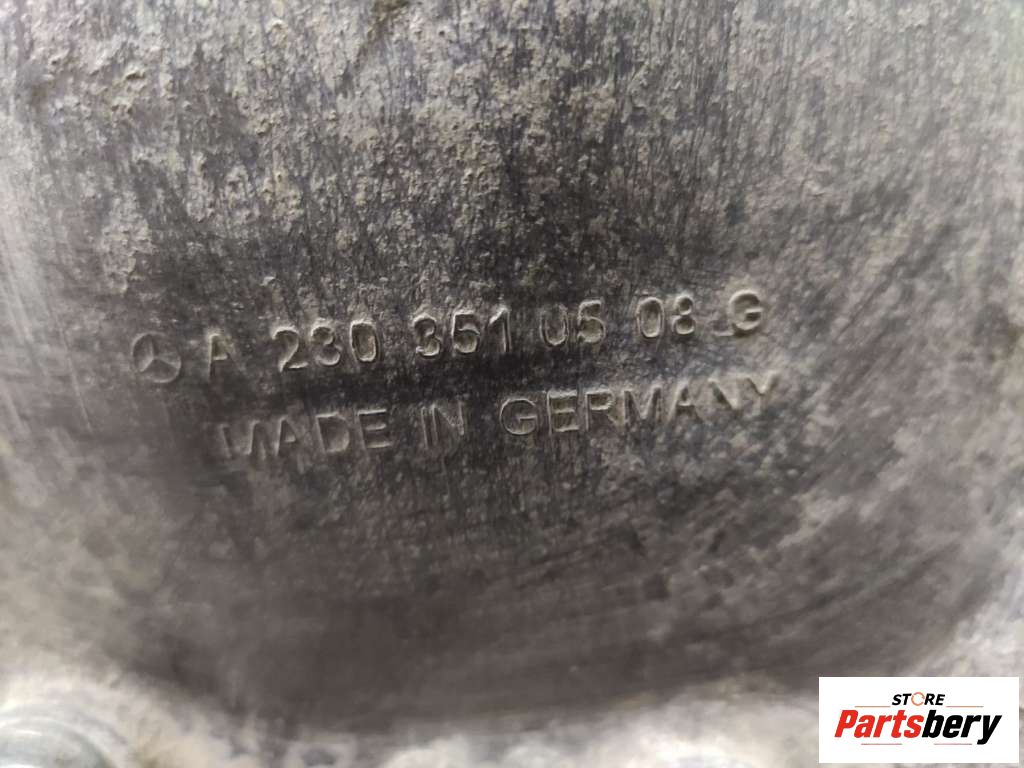 A 230 351 05 08 G
MADE IN GERMANY
STORE
Partsbery